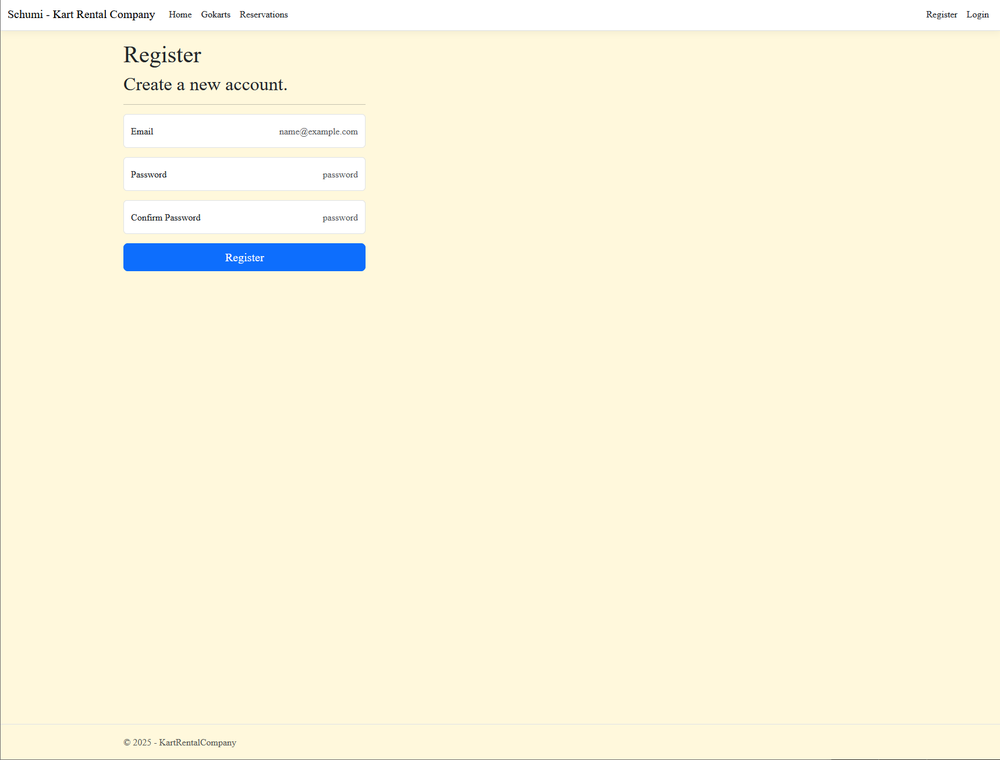 Schumi - Kart Rental Company Home Gokarts Reservations Register Login
Register
Create a new account.
Email name@example.com
Password password
Confirm Password password
Register
© 2025 - KartRentalCompany